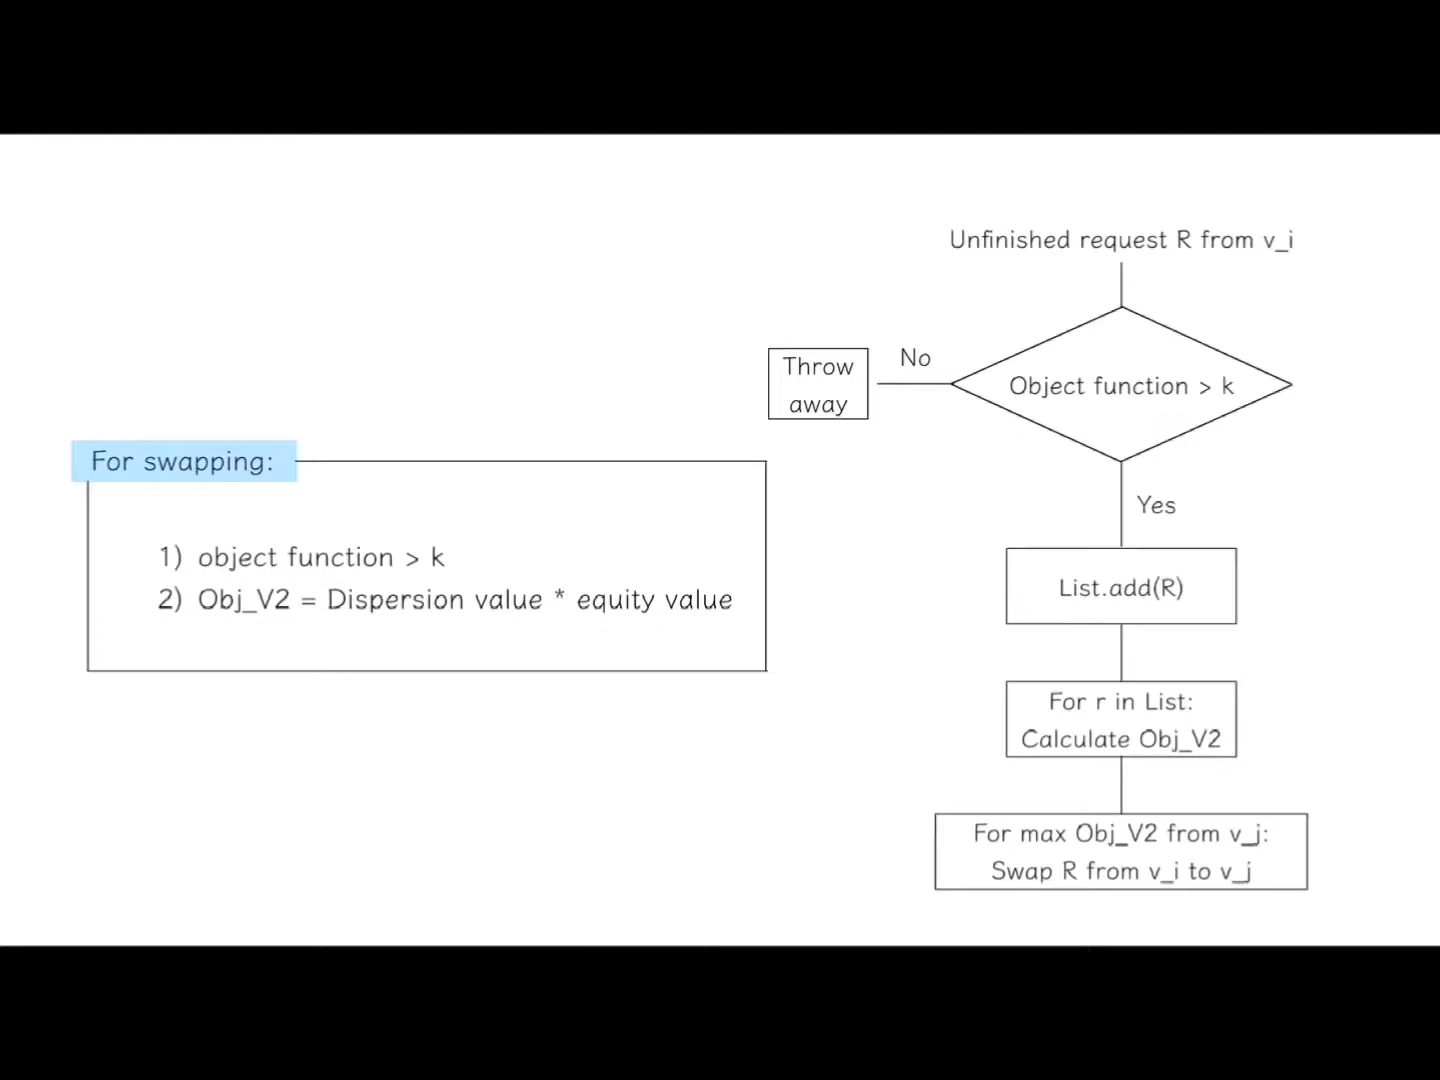 For swapping:
1) object function > k
2) Obj_V2 = Dispersion value * equity value
Unfinished request R from v_i
Object function > k
No
Throw
away
Yes
List.add(R)
For r in List:
Calculate Obj_V2
For max Obj_V2 from v_j:
Swap R from v_i to v_j